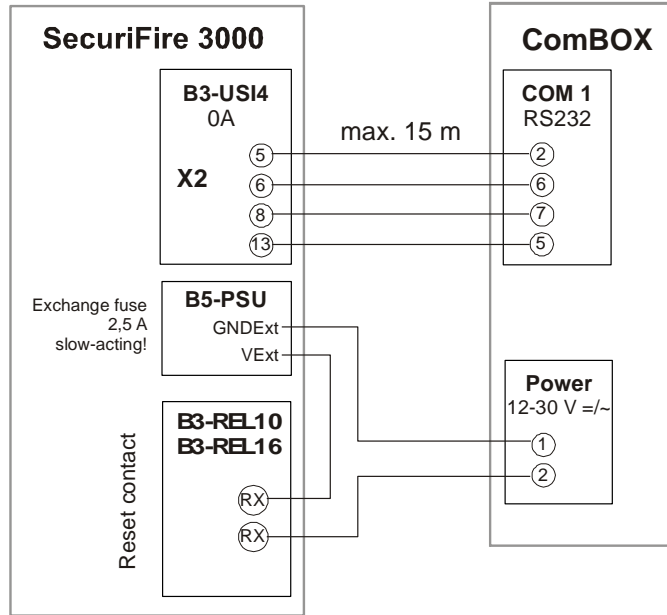 SecuriFire 3000
ComBOX
B3-USI4
0A
X2
5
6
8
13
max. 15 m
COM 1
RS232
2
6
7
5
Exchange fuse
2,5 A
slow-acting!
B5-PSU
GNDExt
VExt
Power
12-30 V =/~
1
2
Reset contact
B3-REL10
B3-REL16
RX
RX